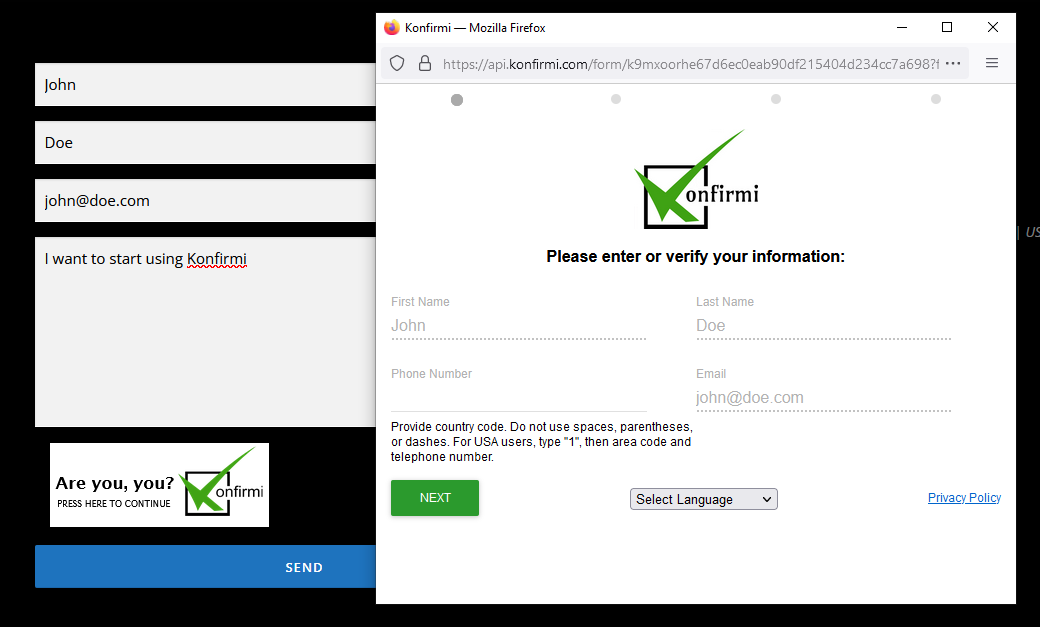 John
Doe
john@doe.com
I want to start using Konfirmi
Are you, you?
PRESS HERE TO CONTINUE
onfirmi
SEND
Konfirmi — Mozilla Firefox
https://api.konfirmi.com/form/k9mxoorhe67d6ec0eab90df215404d234cc7a698?f
onfirmi
Please enter or verify your information:
First Name
Last Name
John
Doe
Phone Number
Email
john@doe.com
Provide country code. Do not use spaces, parentheses,
or dashes. For USA users, type "1", then area code and
telephone number.
NEXT
Select Language
Privacy Policy
| US